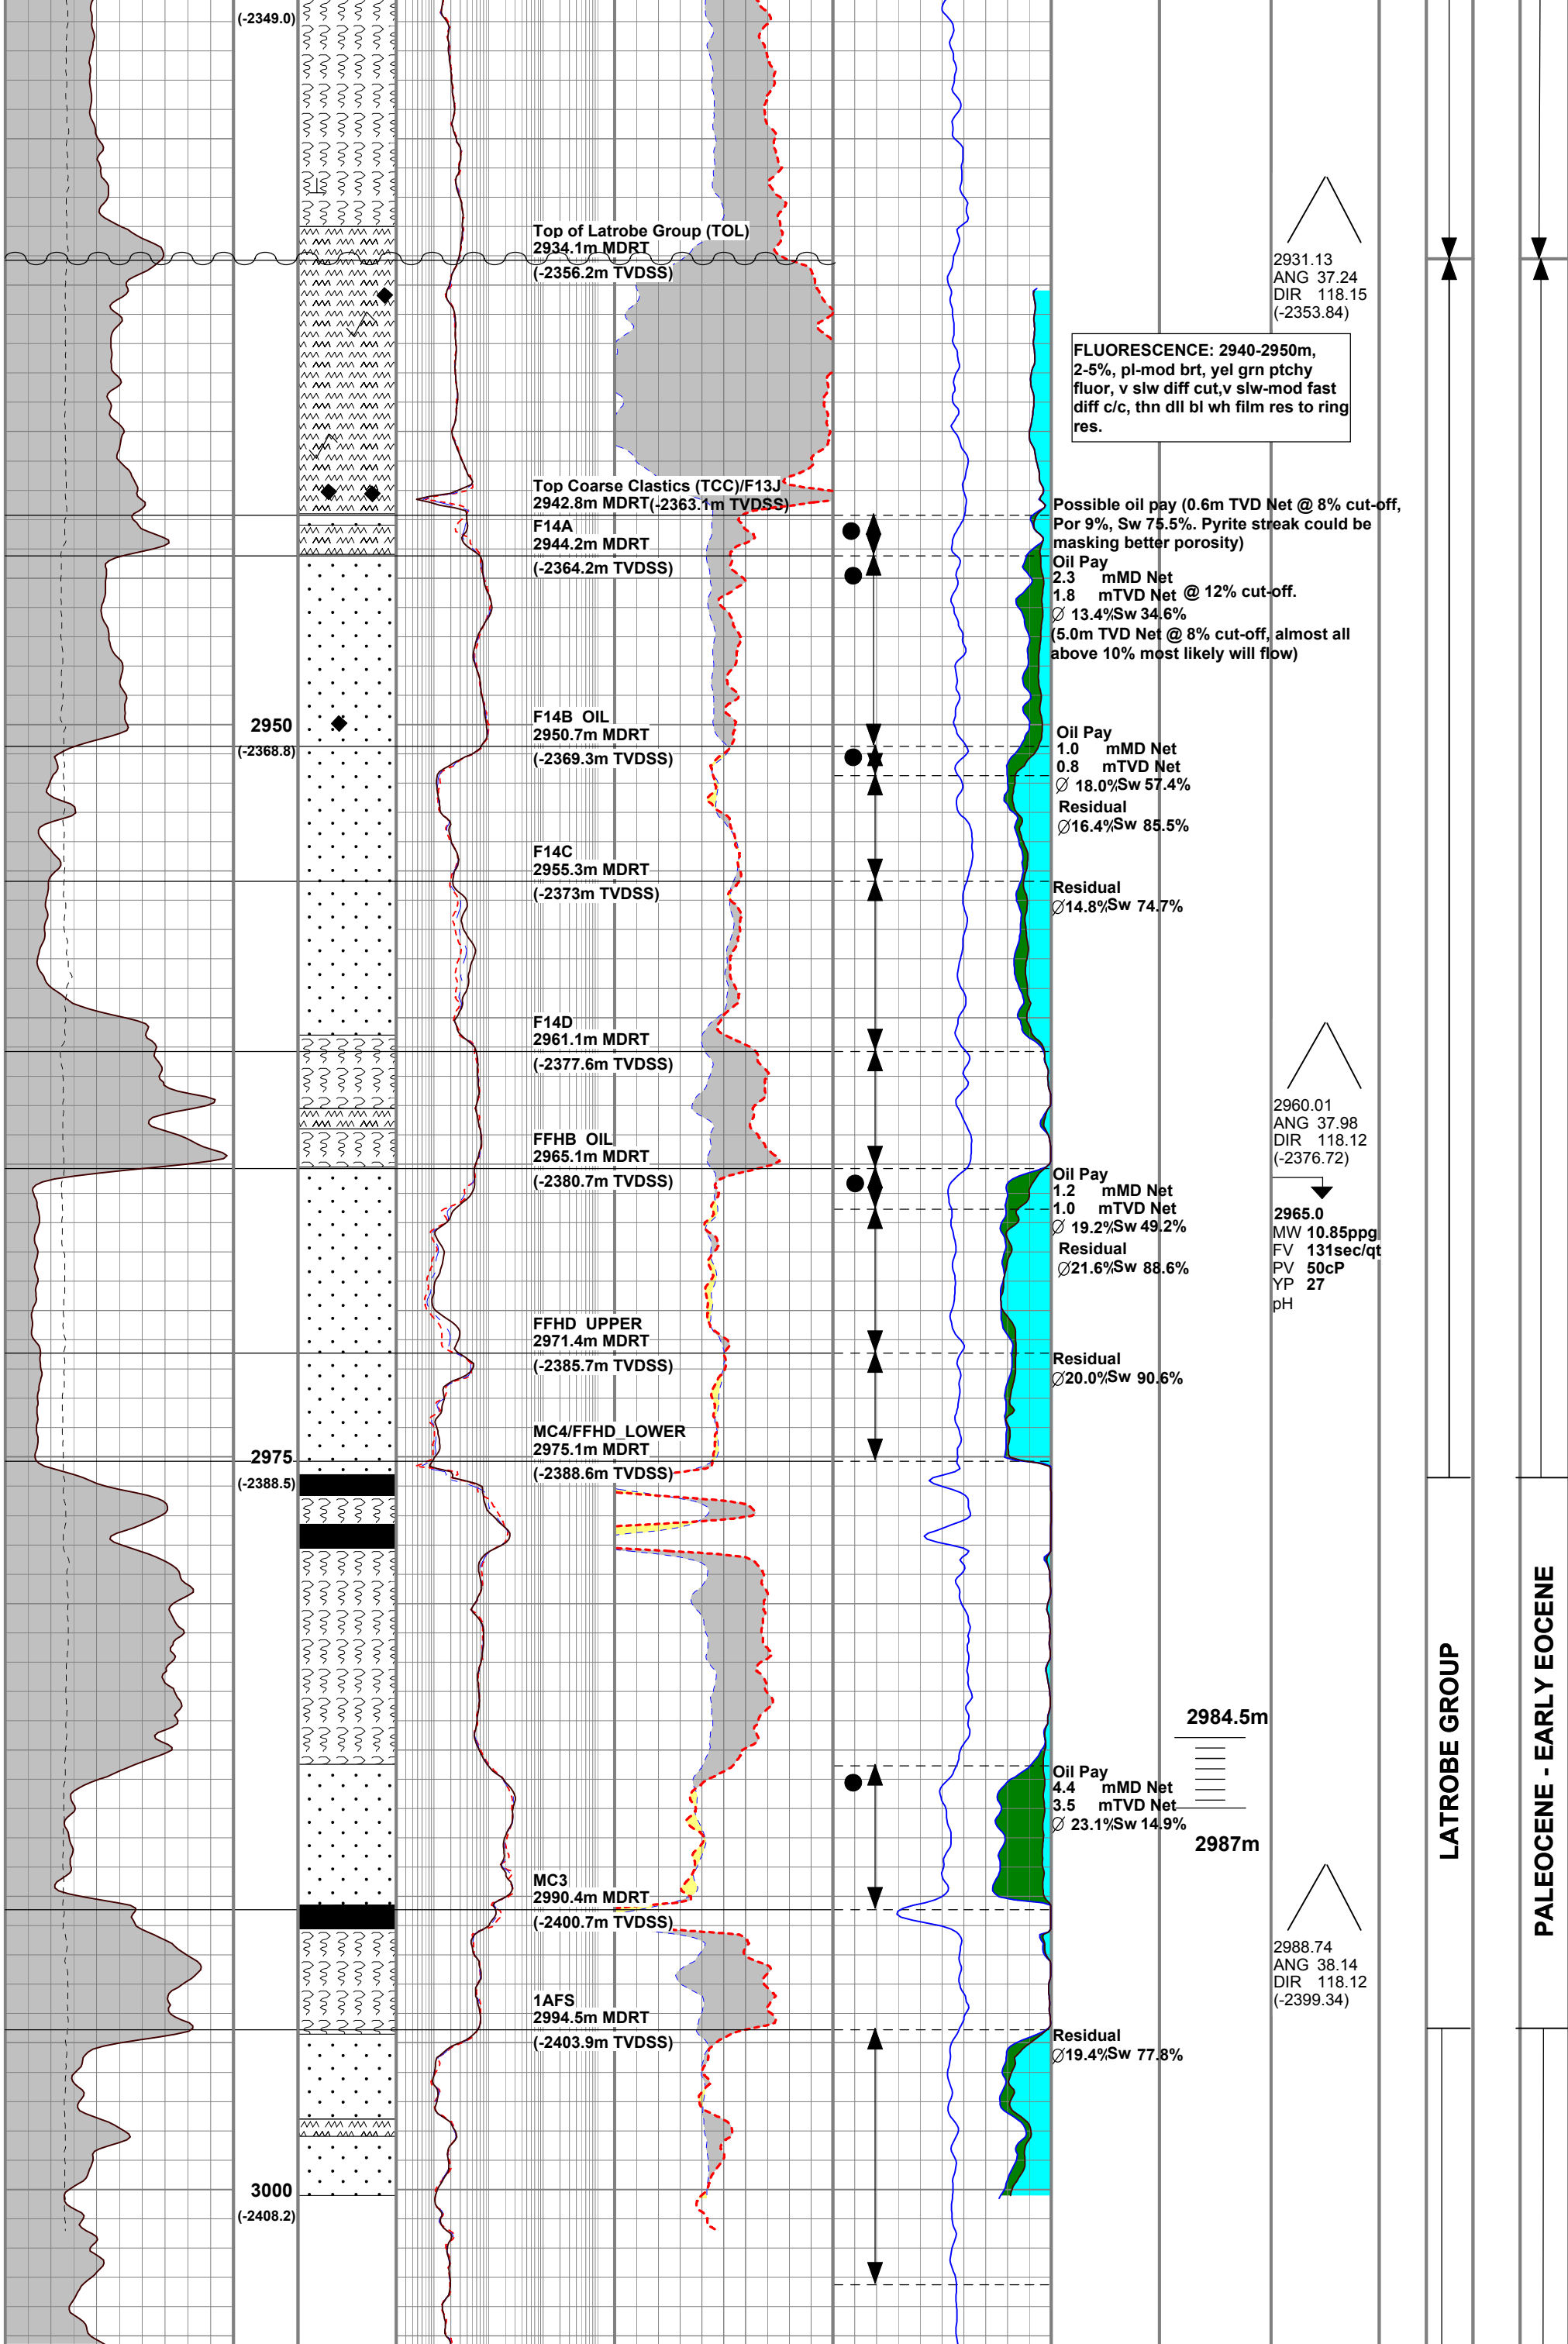 (-2349.0)
Top of Latrobe Group (TOL)
2934.1m MDRT
(-2356.2m TVDSS)
2931.13
ANG 37.24
DIR 118.15
(-2353.84)
FLUORESCENCE: 2940-2950m,
2-5%, pl-mod brt, yel grn ptchy
fluor, v slw diff cut,v slw-mod fast
diff c/c, thn dll bl wh film res to ring
res.
Top Coarse Clastics (TCC)/F13J
2942.8m MDRT(-2363.1m TVDSS)
Possible oil pay (0.6m TVD Net @ 8% cut-off,
Por 9%, Sw 75.5%. Pyrite streak could be
masking better porosity)
F14A
2944.2m MDRT
(-2364.2m TVDSS)
Oil Pay
2.3 mMD Net
1.8 mTVD Net @ 12% cut-off.
∅ 13.4%Sw 34.6%
(5.0m TVD Net @ 8% cut-off, almost all
above 10% most likely will flow)
2950
(-2368.8)
F14B OIL
2950.7m MDRT
(-2369.3m TVDSS)
Oil Pay
1.0 mMD Net
0.8 mTVD Net
∅ 18.0%Sw 57.4%
Residual
∅16.4%Sw 85.5%
F14C
2955.3m MDRT
(-2373m TVDSS)
Residual
∅14.8%Sw 74.7%
F14D
2961.1m MDRT
(-2377.6m TVDSS)
2960.01
ANG 37.98
DIR 118.12
(-2376.72)
FFHB OIL
2965.1m MDRT
(-2380.7m TVDSS)
Oil Pay
1.2 mMD Net
1.0 mTVD Net
∅ 19.2%Sw 49.2%
Residual
∅21.6%Sw 88.6%
2965.0
MW 10.85ppg
FV 131sec/qt
PV 50cP
YP 27
pH
FFHD UPPER
2971.4m MDRT
(-2385.7m TVDSS)
Residual
∅20.0%Sw 90.6%
MC4/FFHD_LOWER
2975.1m MDRT
(-2388.6m TVDSS)
2975
(-2388.5)
2984.5m
Oil Pay
4.4 mMD Net
3.5 mTVD Net
∅ 23.1%Sw 14.9%
2987m
LATROBE GROUP
PALEOCENE - EARLY EOCENE
MC3
2990.4m MDRT
(-2400.7m TVDSS)
2988.74
ANG 38.14
DIR 118.12
(-2399.34)
1AFS
2994.5m MDRT
(-2403.9m TVDSS)
Residual
∅19.4%Sw 77.8%
3000
(-2408.2)